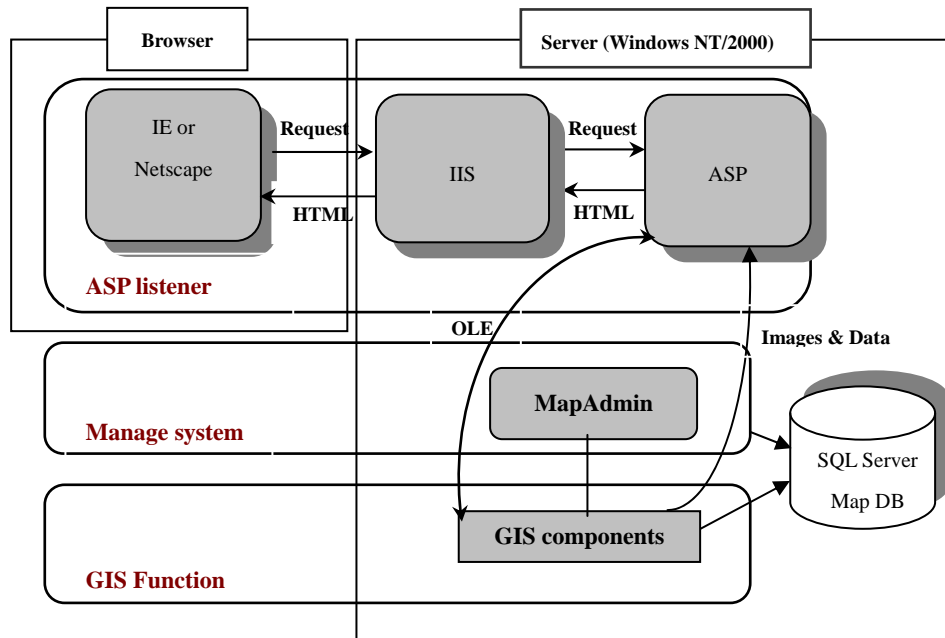 Browser
Server (Windows NT/2000)
IE or
Netscape
Request
HTML
IIS
Request
HTML
ASP
ASP listener
OLE
Images & Data
MapAdmin
Manage system
SQL Server
Map DB
GIS components
GIS Function